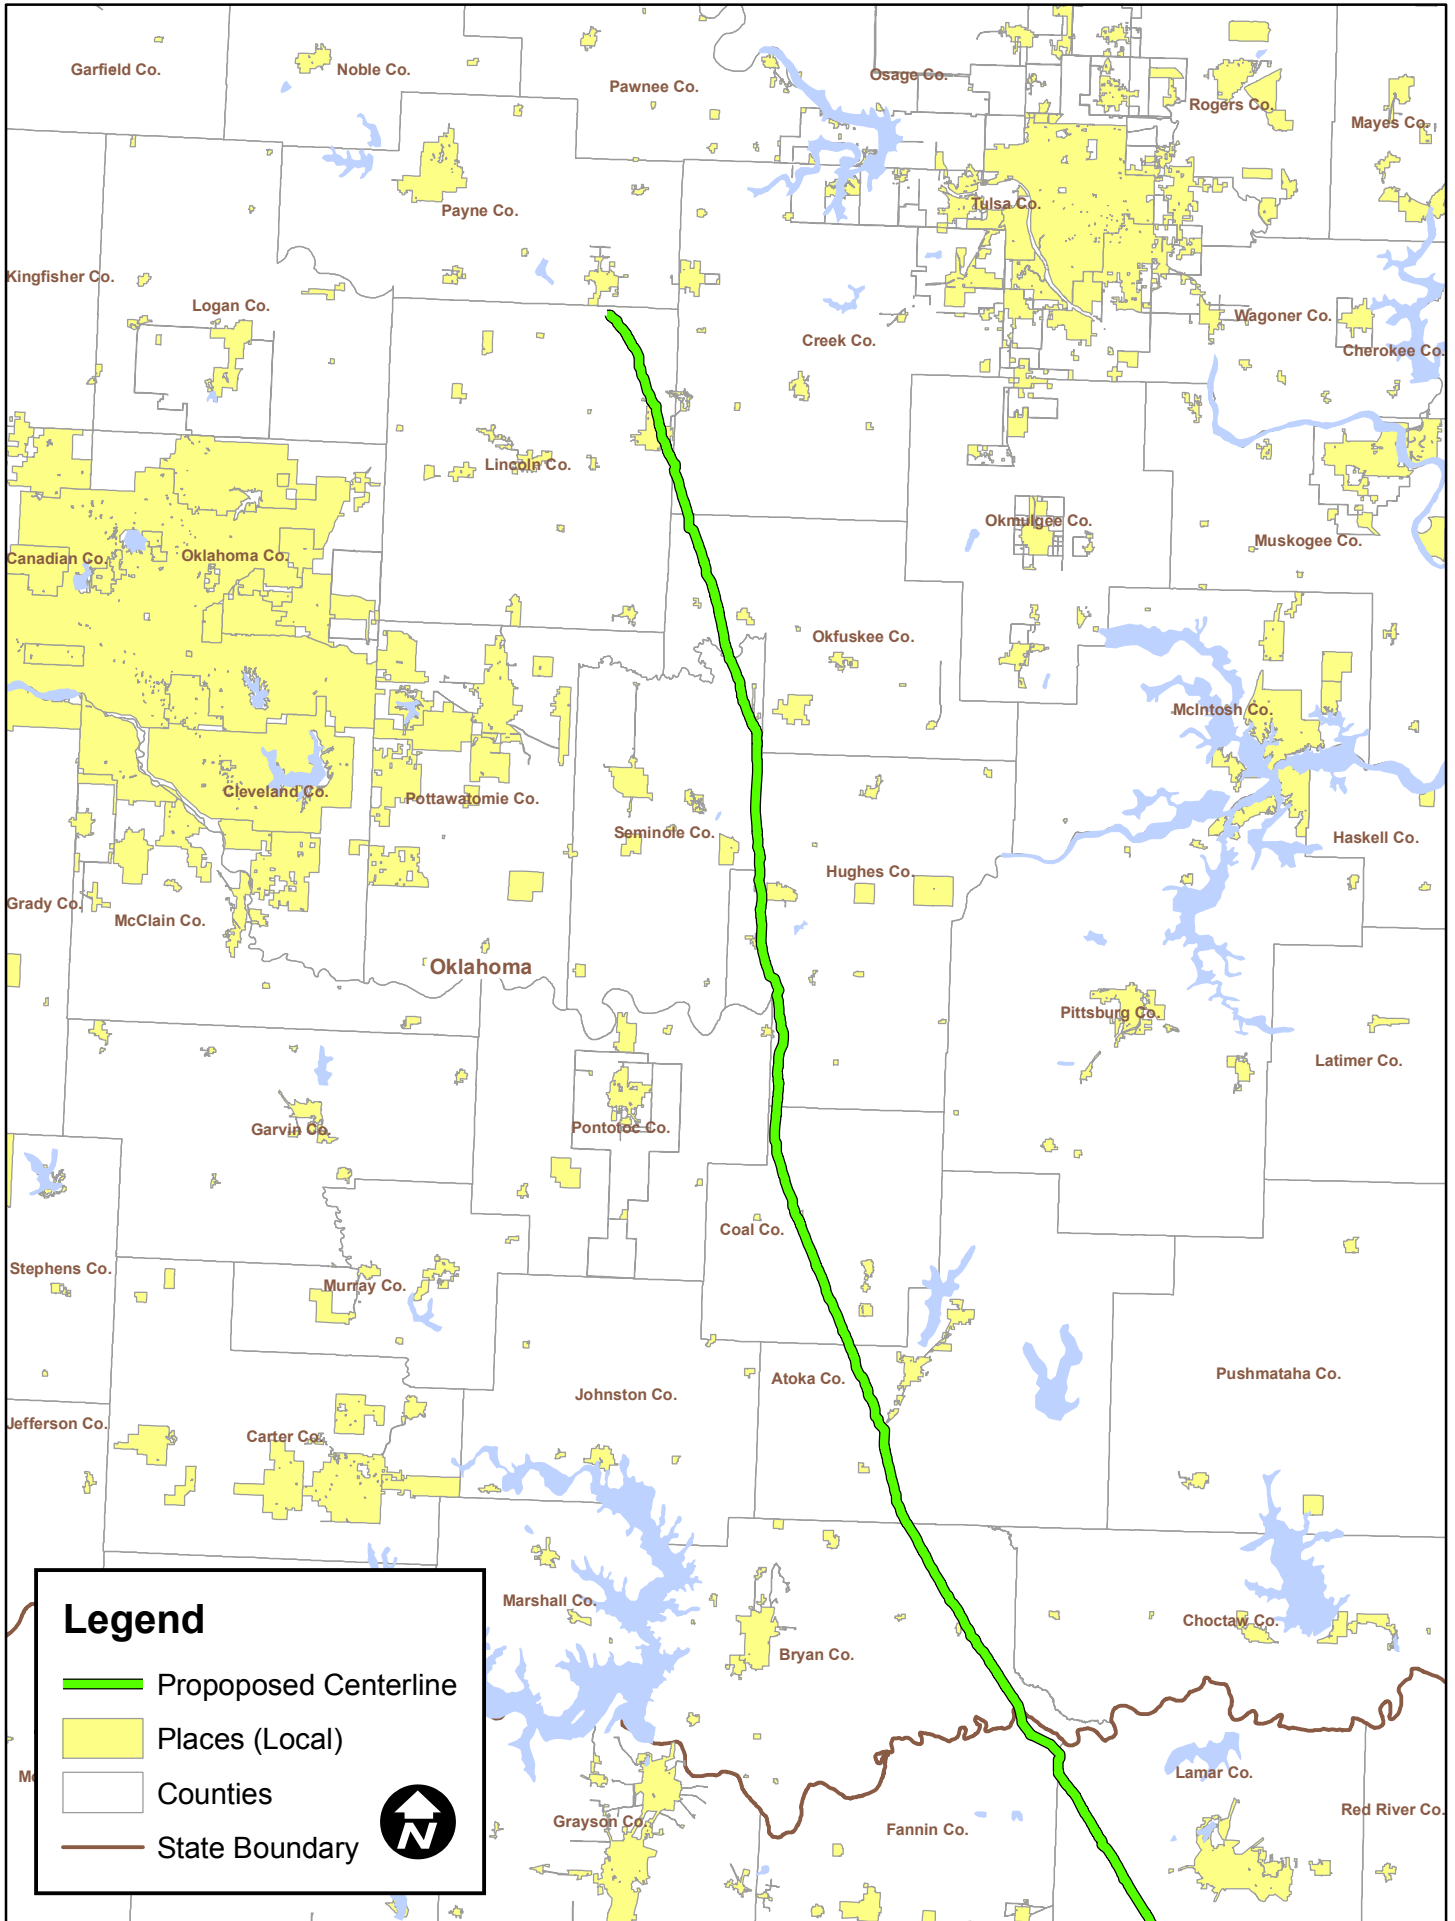 Garfield Co.
Noble Co.
Pawnee Co.
Osage Co.
Rogers Co.
Mayes Co.
Payne Co.
Tulsa Co.
Kingfisher Co.
Logan Co.
Creek Co.
Wagoner Co.
Cherokee Co.
Lincoln Co.
Okmulgee Co.
Muskogee Co.
Canadian Co.
Oklahoma Co.
Okfuskee Co.
McIntosh Co.
Cleveland Co.
Pottawatomie Co.
Seminole Co.
Haskell Co.
Hughes Co.
Grady Co.
McClain Co.
Oklahoma
Pittsburg Co.
Latimer Co.
Garvin Co.
Pontotoc Co.
Coal Co.
Stephens Co.
Murray Co.
Atoka Co.
Pushmataha Co.
Johnston Co.
Jefferson Co.
Carter Co.
Marshall Co.
Choctaw Co.
Bryan Co.
Lamar Co.
Red River Co.
Grayson Co.
Fannin Co.
Legend
Propoposed Centerline
Places (Local)
Counties
State Boundary
N